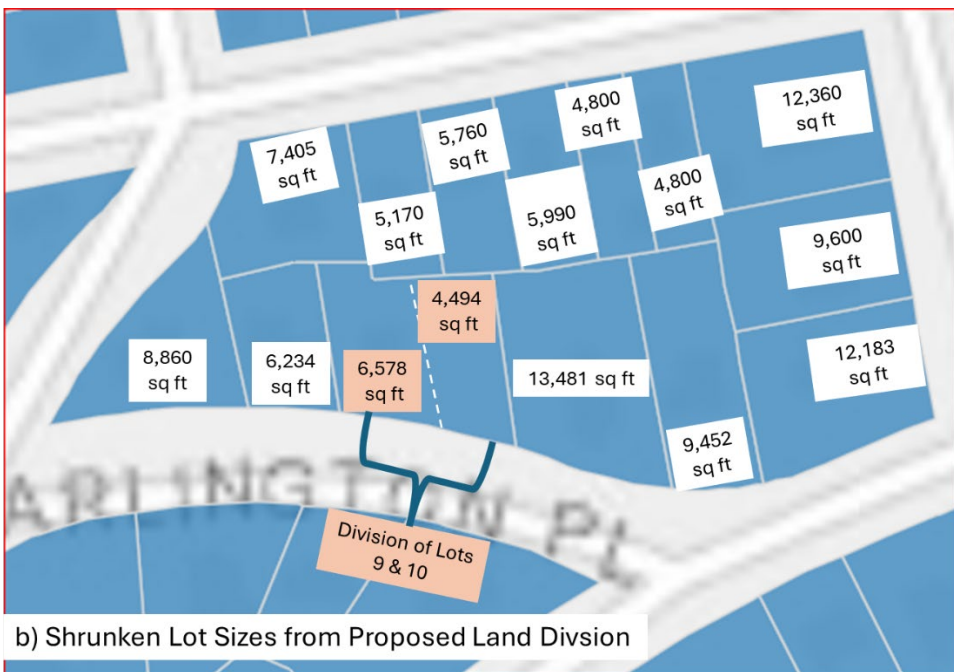 7,405
sq ft
5,170
sq ft
5,760
sq ft
5,990
sq ft
4,800
sq ft
4,800
sq ft
12,360
sq ft
9,600
sq ft
12,183
sq ft
8,860
sq ft
6,234
sq ft
6,578
sq ft
4,494
sq ft
13,481 sq ft
9,452
sq ft
ARLINGTON PL
Division of Lots
9 & 10
b) Shrunken Lot Sizes from Proposed Land Divsion